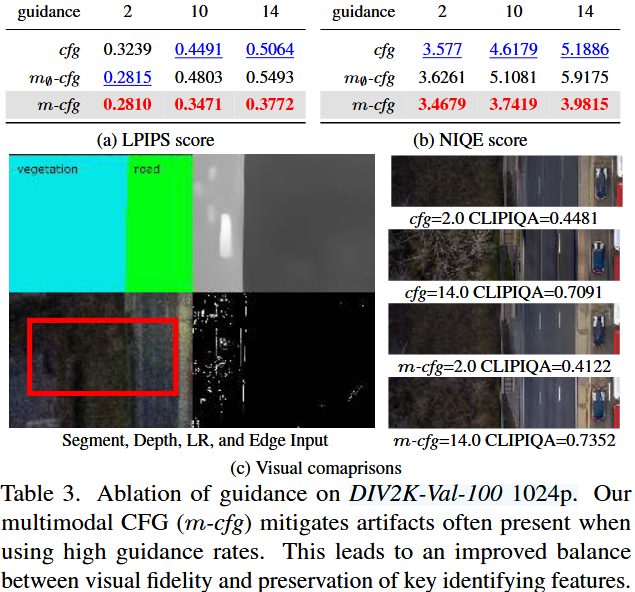 guidance 2 10 14
cfg 0.3239 0.4491 0.5064
m∅-cfg 0.2815 0.4803 0.5493
m-cfg 0.2810 0.3471 0.3772
(a) LPIPS score
guidance 2 10 14
cfg 3.577 4.6179 5.1886
m∅-cfg 3.6261 5.1081 5.9175
m-cfg 3.4679 3.7419 3.9815
(b) NIQE score
vegetation road
Segment, Depth, LR, and Edge Input
cfg=2.0 CLIPIQA=0.4481
cfg=14.0 CLIPIQA=0.7091
m-cfg=2.0 CLIPIQA=0.4122
m-cfg=14.0 CLIPIQA=0.7352
(c) Visual comaprisons
Table 3. Ablation of guidance on DIV2K-Val-100 1024p. Our
multimodal CFG (m-cfg) mitigates artifacts often present when
using high guidance rates. This leads to an improved balance
between visual fidelity and preservation of key identifying features.